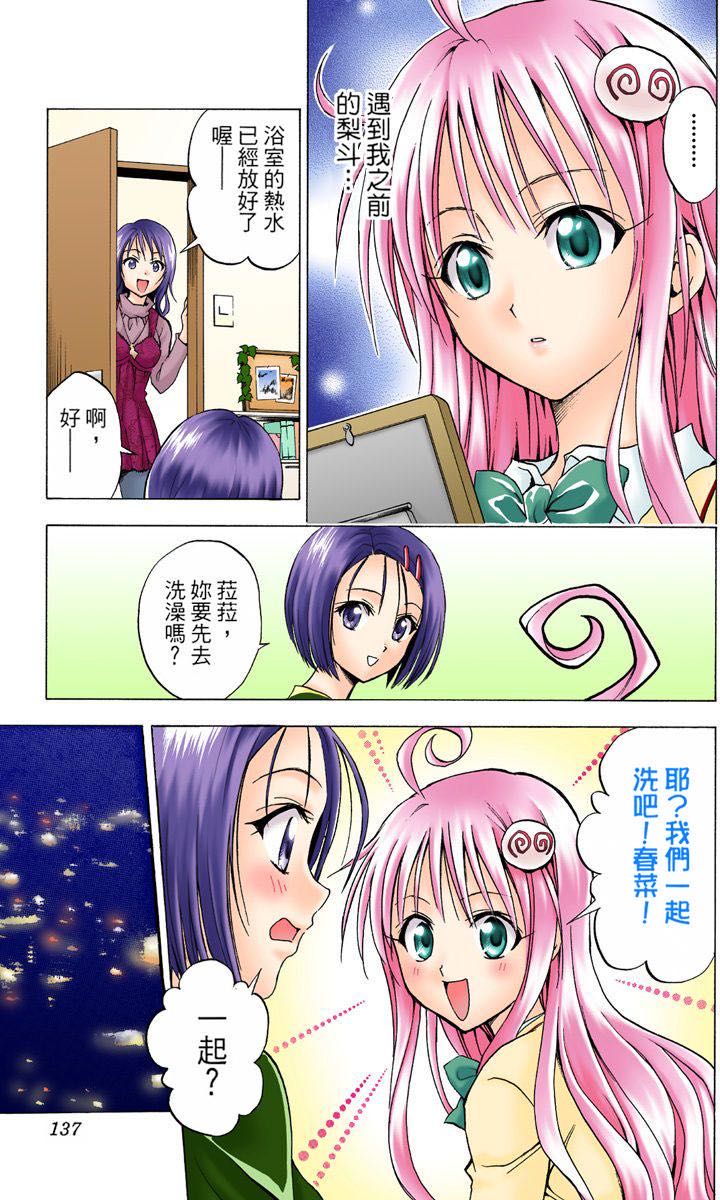 ………
遇到我之前
的梨斗…
浴室的熱水
已經放好了
喔──
啊，
好──
菈菈，
妳要先去
洗澡嗎？
耶？我們一起
洗吧！春菜！
一起？
137